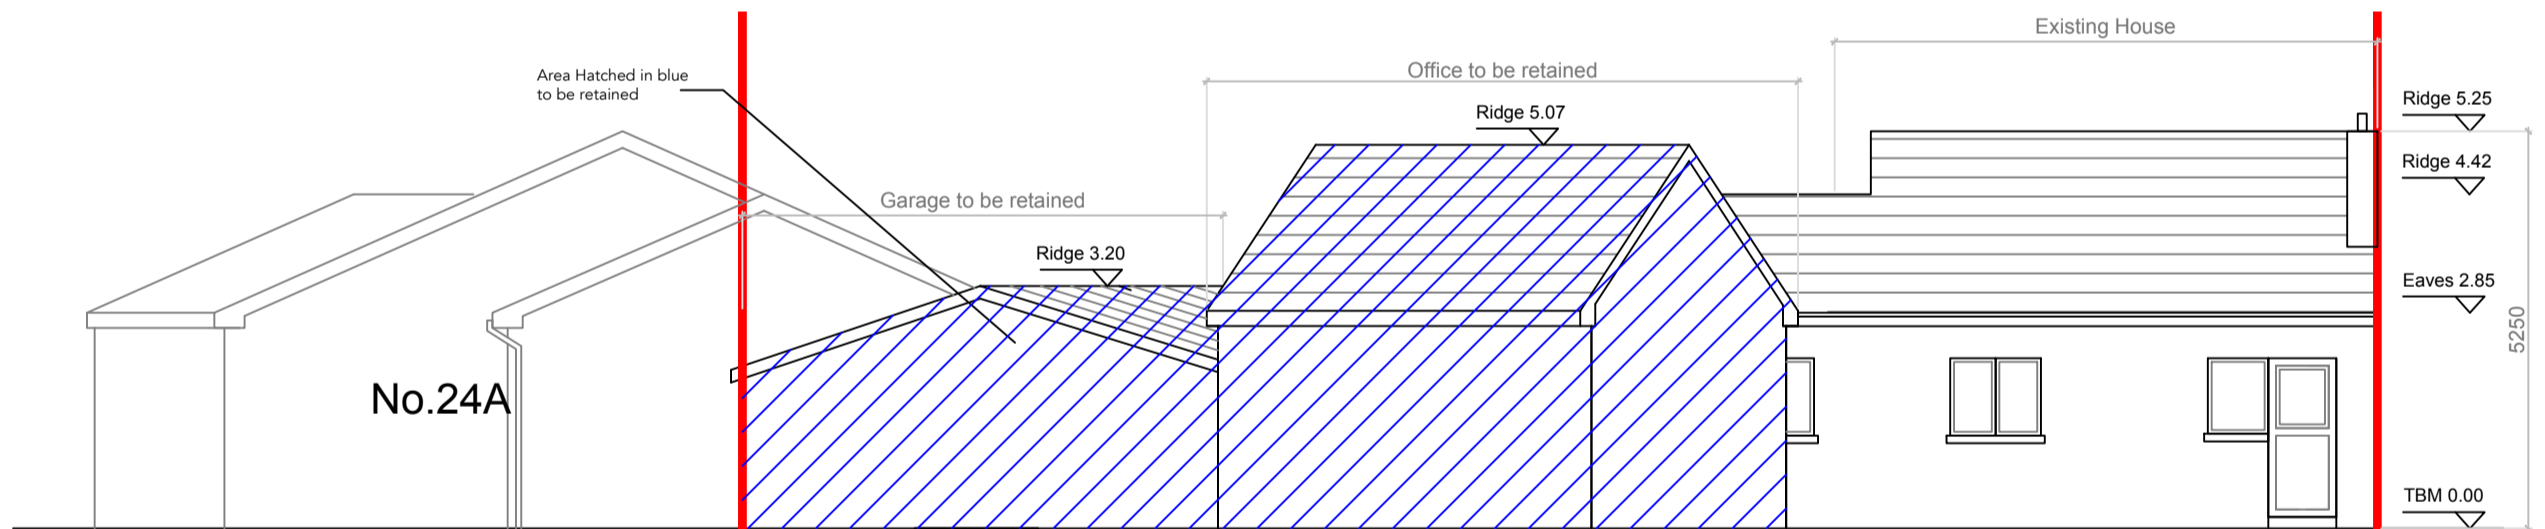 Existing House
Office to be retained
Area Hatched in blue
to be retained
Ridge 5.07
Ridge 5.25
Ridge 4.42
Garage to be retained
Ridge 3.20
Eaves 2.85
5250
No.24A
TBM 0.00